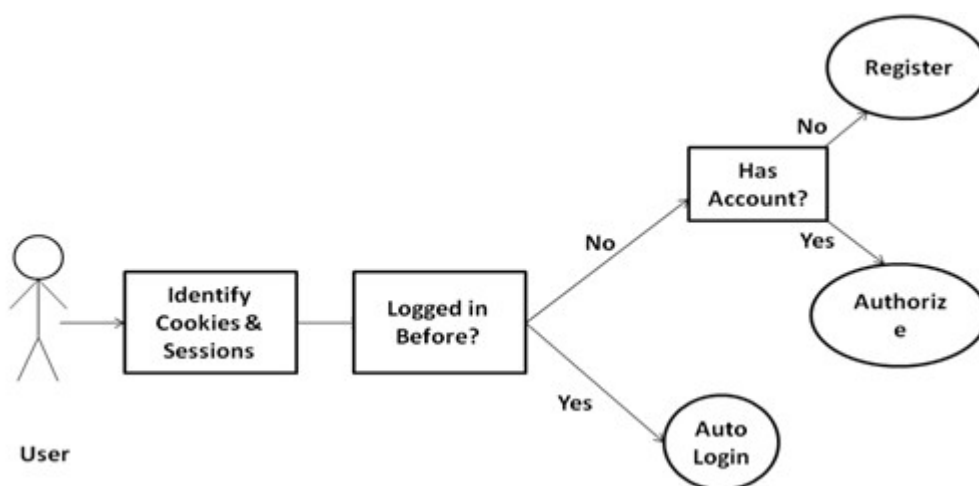 Register
No
Has
Account?
No
Yes
Identify
Cookies &
Sessions
Logged in
Before?
Authoriz
e
Yes
Auto
Login
User